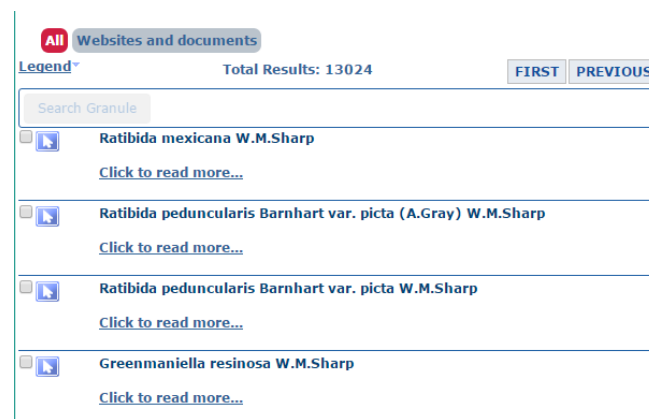 All Websites and documents
Legend Total Results: 13024 FIRST PREVIOUS
Search Granule
Ratibida mexicana W.M.Sharp
Click to read more...
Ratibida peduncularis Barnhart var. picta (A.Gray) W.M.Sharp
Click to read more...
Ratibida peduncularis Barnhart var. picta W.M.Sharp
Click to read more...
Greenmaniella resinosa W.M.Sharp
Click to read more...